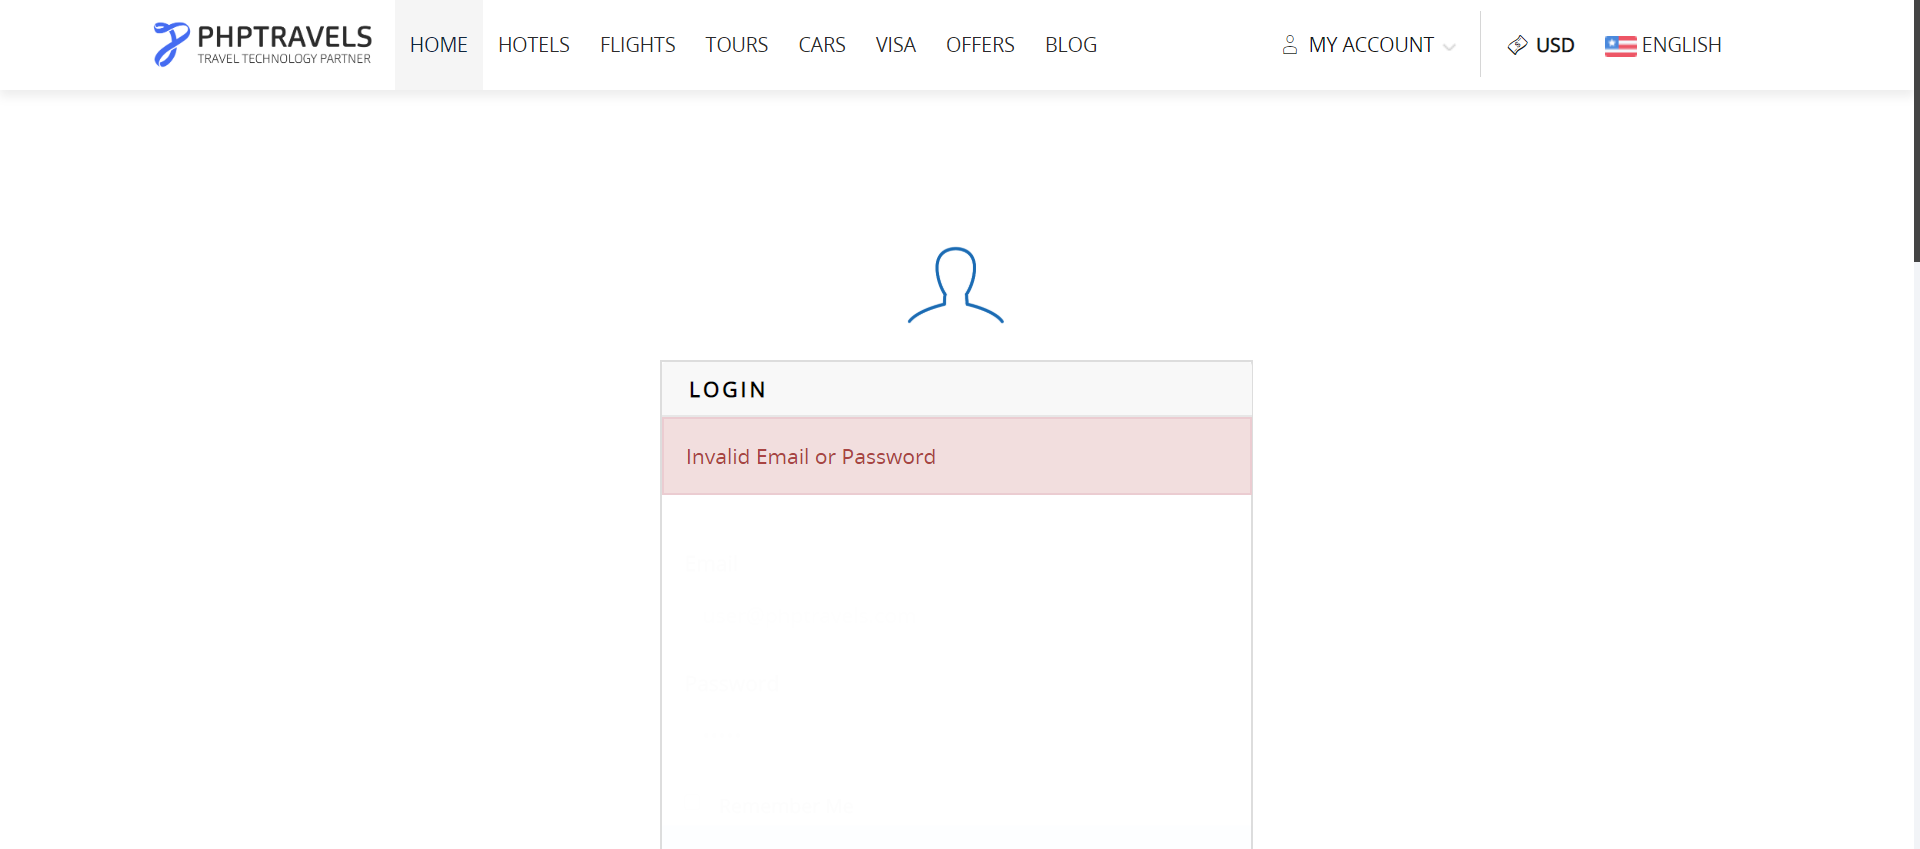 PHPTRAVELS
TRAVEL TECHNOLOGY PARTNER
HOME HOTELS FLIGHTS TOURS CARS VISA OFFERS BLOG MY ACCOUNT USD ENGLISH
LOGIN
Invalid Email or Password
Email
Password
Remember Me